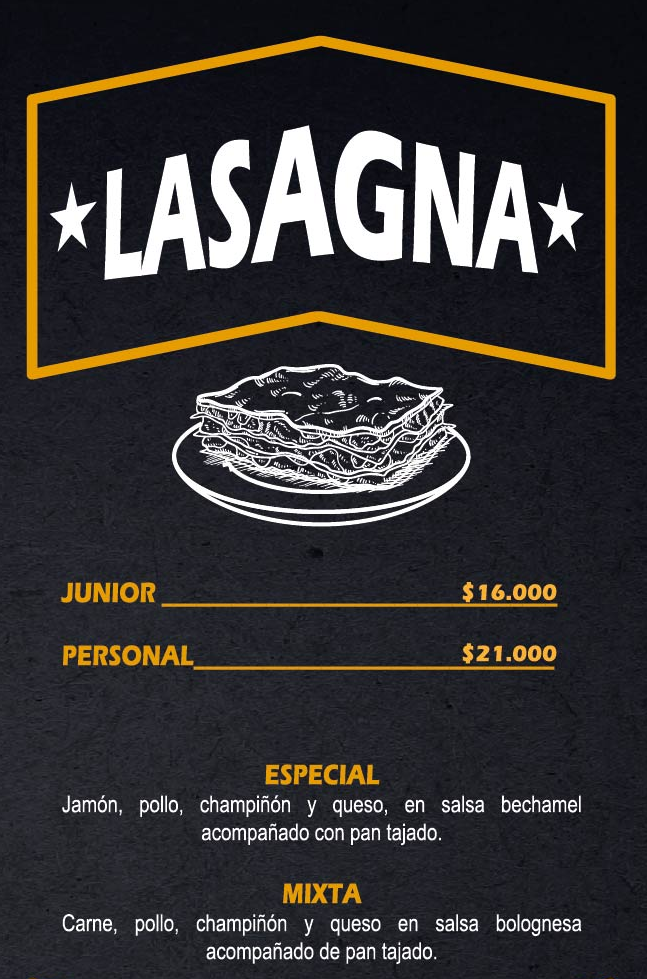 LASAGNA
JUNIOR $16.000
PERSONAL $21.000
ESPECIAL
Jamón, pollo, champiñón y queso, en salsa bechamel
acompañado con pan tajado.
MIXTA
Carne, pollo, champiñón y queso en salsa bolognesa
acompañado de pan tajado.